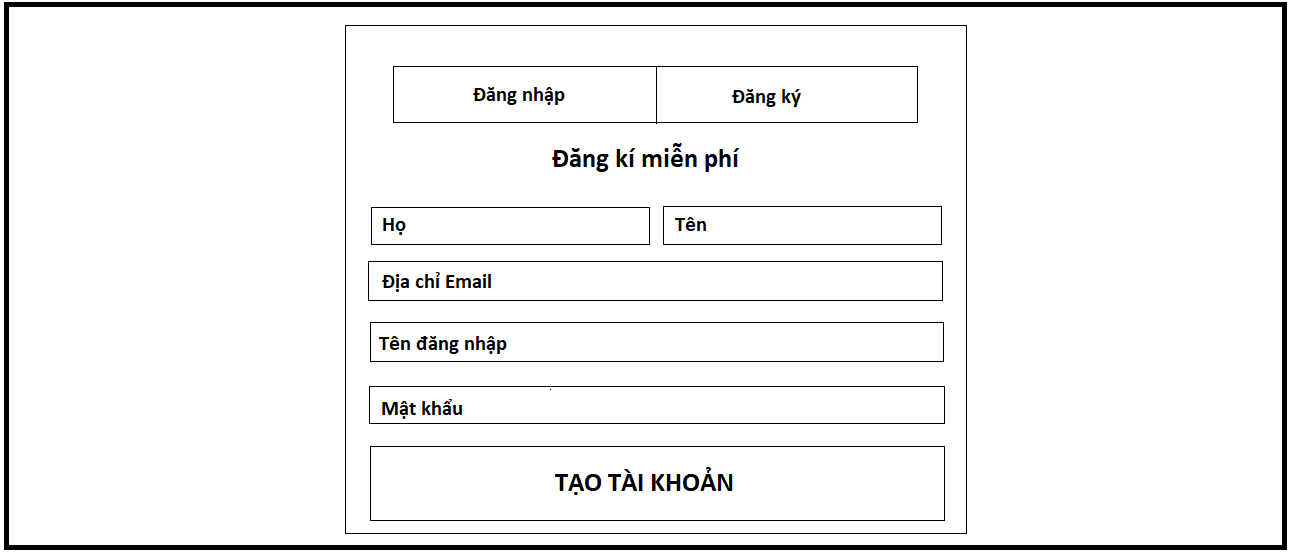 Đăng nhập
Đăng ký
Đăng kí miễn phí
Họ
Tên
Địa chỉ Email
Tên đăng nhập
Mật khẩu
TẠO TÀI KHOẢN